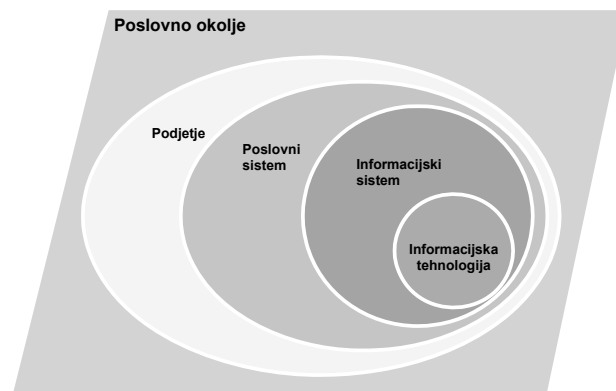 Poslovno okolje
Podjetje
Poslovni
sistem
Informacijski
sistem
Informacijska
tehnologija